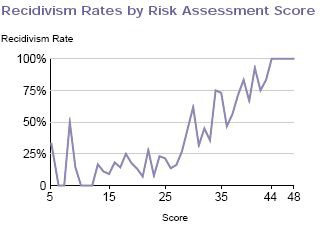 Recidivism Rates by Risk Assessment Score
Recidivism Rate
100%
75%
50%
25%
0
5 15 25 35 44 48
Score